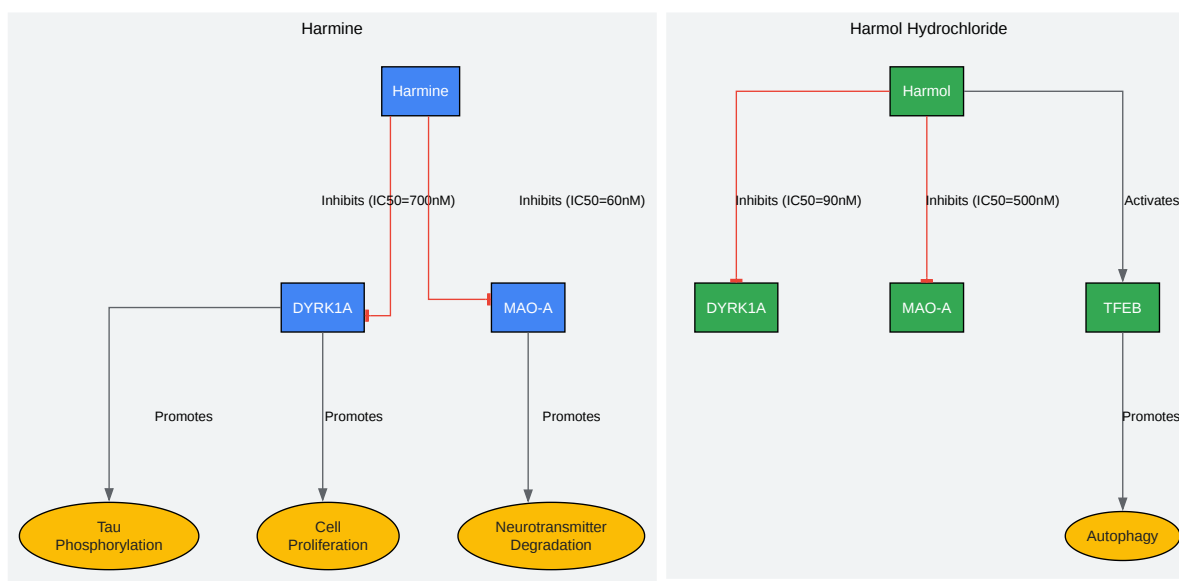 Harmine
Harmine
Inhibits (IC50=700nM)
Inhibits (IC50=60nM)
DYRK1A
MAO-A
Promotes
Promotes
Promotes
Tau
Phosphorylation
Cell
Proliferation
Neurotransmitter
Degradation
Harmol Hydrochloride
Harmol
Inhibits (IC50=90nM)
Inhibits (IC50=500nM)
Activates
DYRK1A
MAO-A
TFEB
Promotes
Autophagy